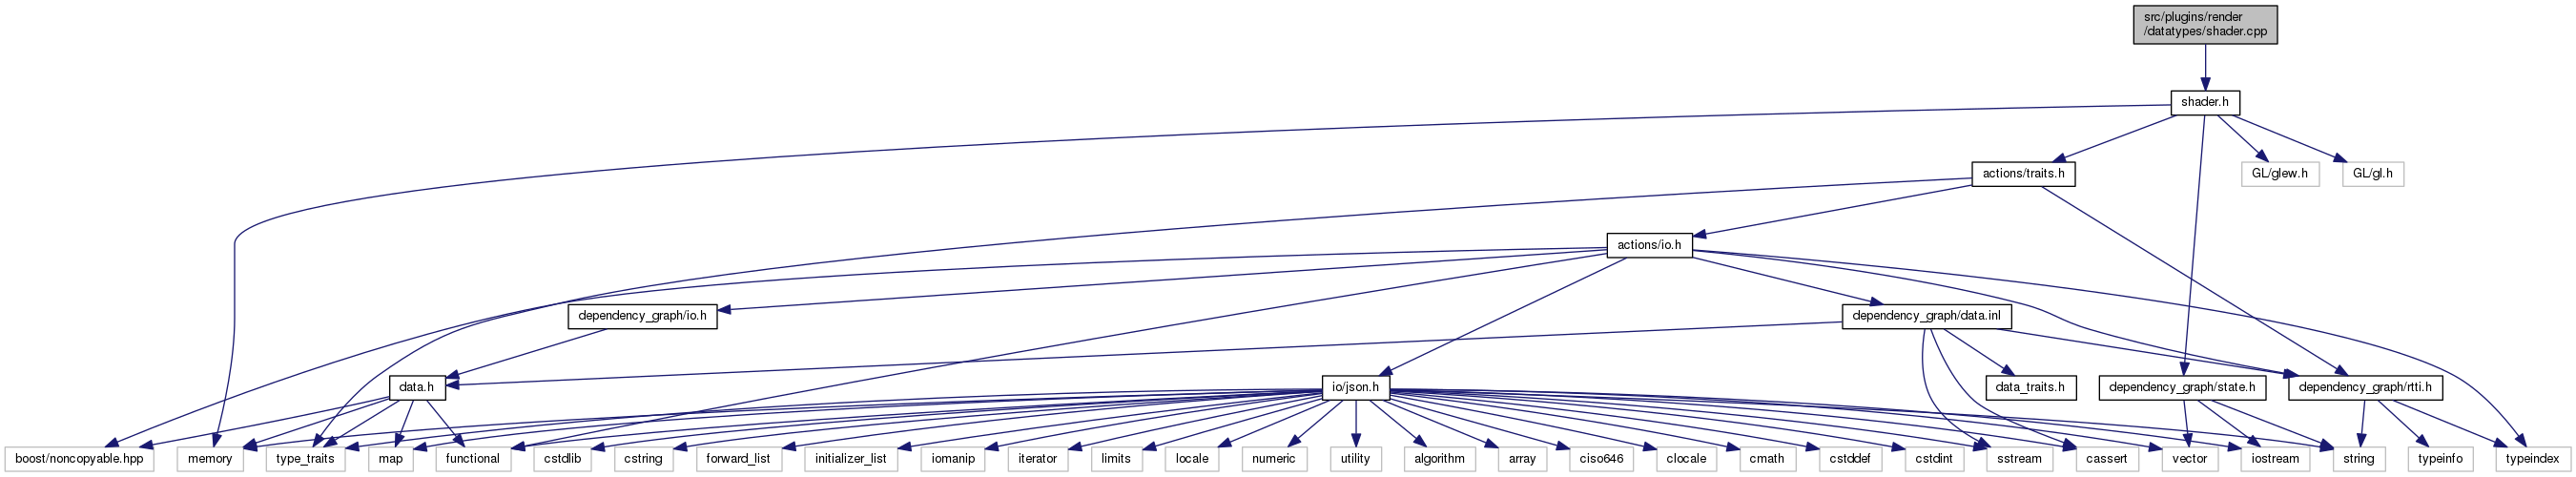 src/plugins/render
/datatypes/shader.cpp
shader.h
actions/traits.h
GL/glew.h
GL/gl.h
actions/io.h
dependency_graph/io.h
dependency_graph/data.inl
data.h
io/json.h
data_traits.h
dependency_graph/state.h
dependency_graph/rtti.h
boost/noncopyable.hpp
memory
type_traits
map
functional
cstdlib
cstring
forward_list
initializer_list
iomanip
iterator
limits
locale
numeric
utility
algorithm
array
ciso646
clocale
cmath
cstddef
cstdint
sstream
cassert
vector
iostream
string
typeinfo
typeindex